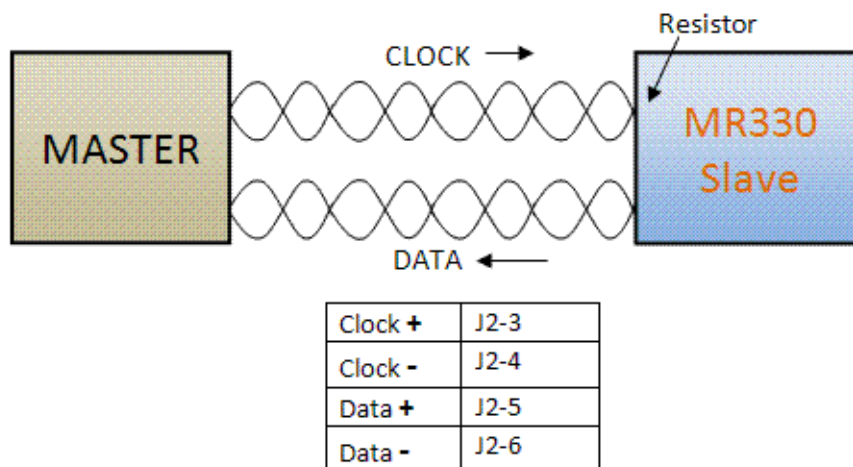 Resistor
CLOCK
MASTER
MR330
Slave
DATA
Clock + J2-3
Clock - J2-4
Data + J2-5
Data - J2-6